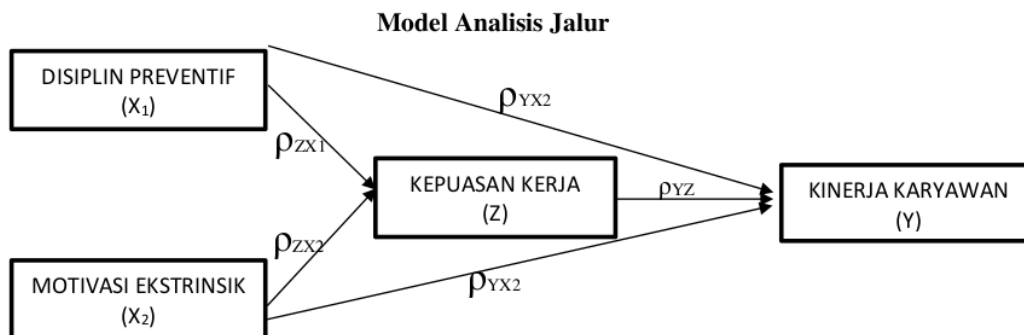 Model Analisis Jalur
DISIPLIN PREVENTIF
(X₁)
ρYX2
ρZX1
KEPUASAN KERJA
(Z)
ρYZ
KINERJA KARYAWAN
(Y)
ρZX2
MOTIVASI EKSTRINSIK
(X₂)
ρYX2